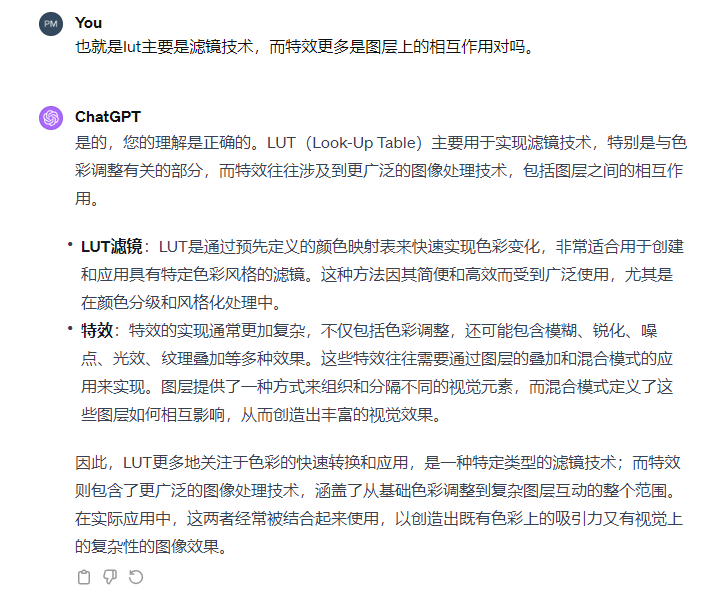 PM
You
也就是lut主要是滤镜技术，而特效更多是图层上的相互作用对吗。
ChatGPT
是的，您的理解是正确的。LUT（Look-Up Table）主要用于实现滤镜技术，特别是与色
彩调整有关的部分，而特效往往涉及到更广泛的图像处理技术，包括图层之间的相互作
用。
• LUT滤镜：LUT是通过预先定义的颜色映射表来快速实现色彩变化，非常适合用于创建
和应用具有特定色彩风格的滤镜。这种方法因其简便和高效而受到广泛使用，尤其是
在颜色分级和风格化处理中。
• 特效：特效的实现通常更加复杂，不仅包括色彩调整，还可能包含模糊、锐化、噪
点、光效、纹理叠加等多种效果。这些特效往往需要通过图层的叠加和混合模式的应
用来实现。图层提供了一种方式来组织和分隔不同的视觉元素，而混合模式定义了这
些图层如何相互影响，从而创造出丰富的视觉效果。
因此，LUT更多地关注于色彩的快速转换和应用，是一种特定类型的滤镜技术；而特效
则包含了更广泛的图像处理技术，涵盖了从基础色彩调整到复杂图层互动的整个范围。
在实际应用中，这两者经常被结合起来使用，以创造出既有色彩上的吸引力又有视觉上
的复杂性的图像效果。